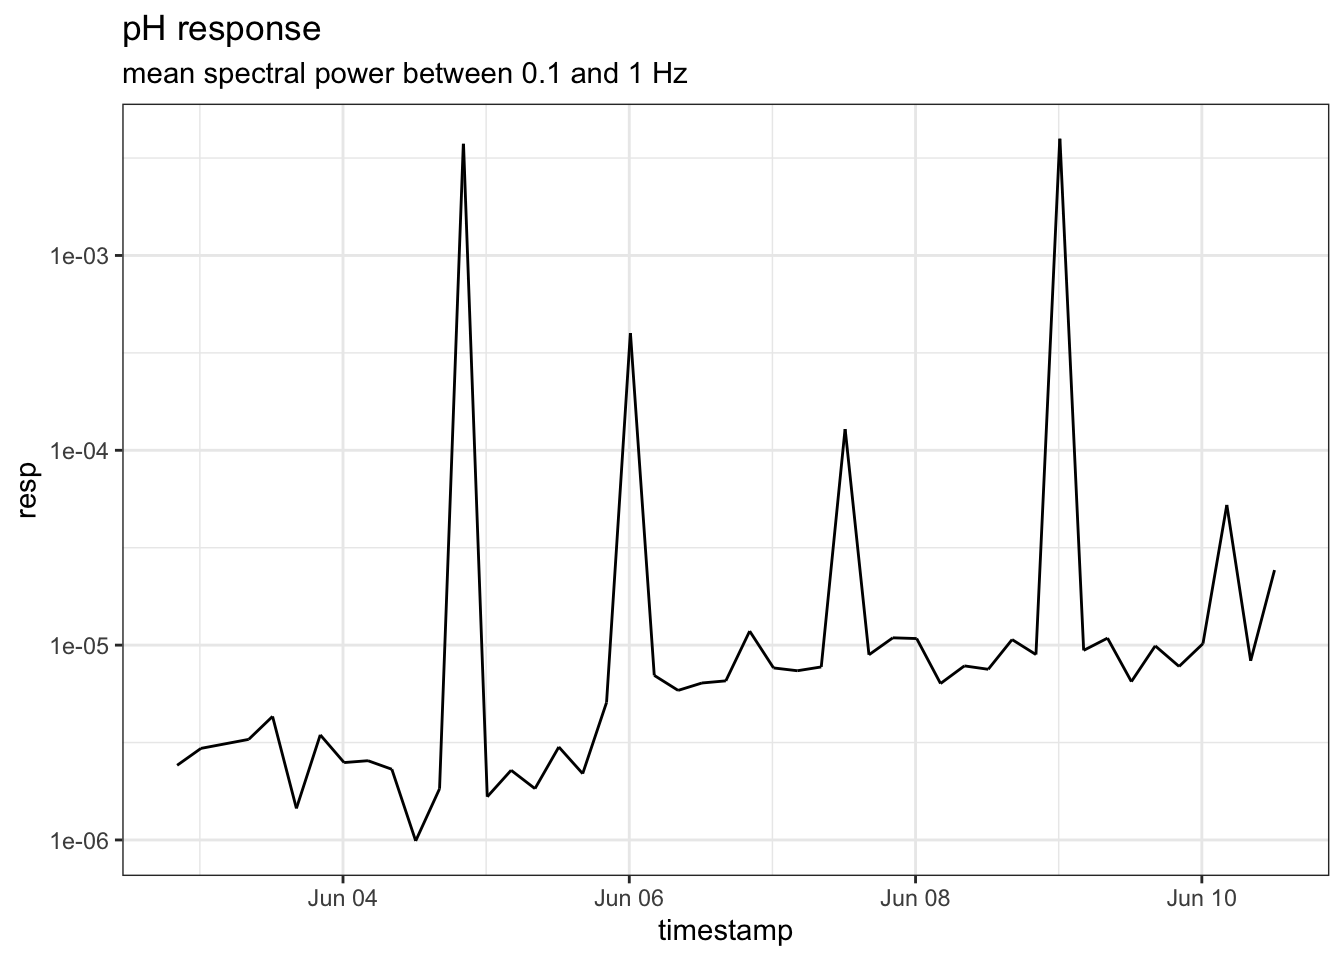 pH response
mean spectral power between 0.1 and 1 Hz
1e-03
1e-04
1e-05
1e-06
resp
Jun 04
Jun 06
Jun 08
Jun 10
timestamp